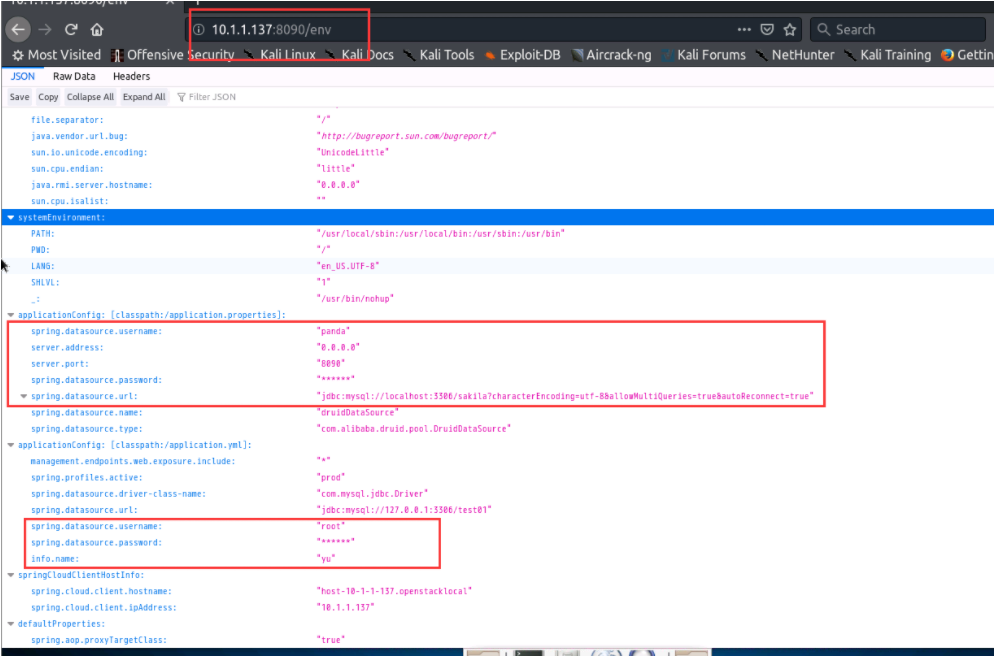 10.1.1.137:8090/env
10.1.1.137:8090/env ... Search
Most Visited Offensive Security Kali Linux Kali Docs Kali Tools Exploit-DB Aircrack-ng Kali Forums NetHunter Kali Training Gettin
JSON Raw Data Headers
Save Copy Collapse All Expand All Filter JSON
file.separator: "/"
java.vendor.url.bug: "http://bugreport.sun.com/bugreport/"
sun.io.unicode.encoding: "UnicodeLittle"
sun.cpu.endian: "little"
java.rmi.server.hostname: "0.0.0.0"
sun.cpu.isalist: ""
systemEnvironment:
PATH: "/usr/local/sbin:/usr/local/bin:/usr/sbin:/usr/bin"
PWD: "/"
LANG: "en_US.UTF-8"
SHLVL: "1"
_: "/usr/bin/nohup"
applicationConfig: [classpath:/application.properties]:
spring.datasource.username: "panda"
server.address: "0.0.0.0"
server.port: "8090"
spring.datasource.password: "******"
spring.datasource.url: "jdbc:mysql://localhost:3306/sakila?characterEncoding=utf-8&allowMultiQueries=true&autoReconnect=true"
spring.datasource.name: "druidDataSource"
spring.datasource.type: "com.alibaba.druid.pool.DruidDataSource"
applicationConfig: [classpath:/application.yml]:
management.endpoints.web.exposure.include: "*"
spring.profiles.active: "prod"
spring.datasource.driver-class-name: "com.mysql.jdbc.Driver"
spring.datasource.url: "jdbc:mysql://127.0.0.1:3306/test01"
spring.datasource.username: "root"
spring.datasource.password: "******"
info.name: "yu"
springCloudClientHostInfo:
spring.cloud.client.hostname: "host-10-1-1-137.openstacklocal"
spring.cloud.client.ipAddress: "10.1.1.137"
defaultProperties:
spring.aop.proxyTargetClass: "true"